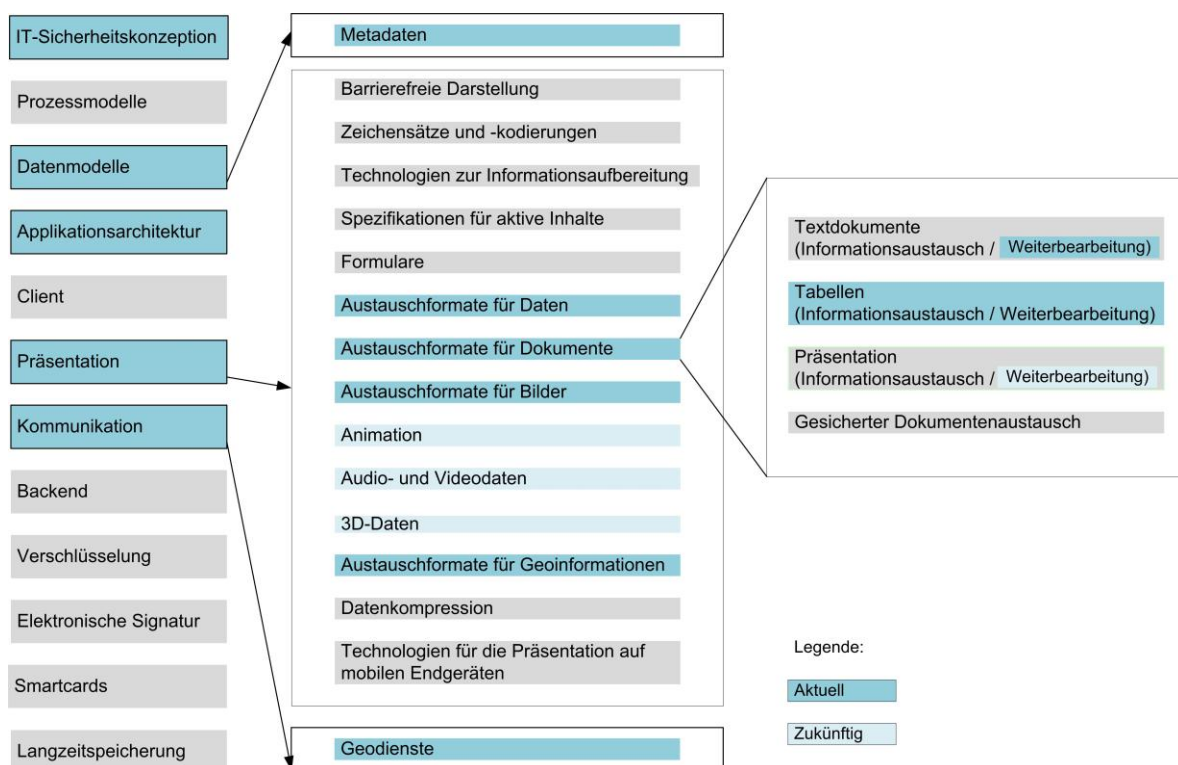 IT-Sicherheitskonzeption
Prozessmodelle
Datenmodelle
Applikationsarchitektur
Client
Präsentation
Kommunikation
Backend
Verschlüsselung
Elektronische Signatur
Smartcards
Langzeitspeicherung
Metadaten
Barrierefreie Darstellung
Zeichensätze und -kodierungen
Technologien zur Informationsaufbereitung
Spezifikationen für aktive Inhalte
Formulare
Austauschformate für Daten
Austauschformate für Dokumente
Austauschformate für Bilder
Animation
Audio- und Videodaten
3D-Daten
Austauschformate für Geoinformationen
Datenkompression
Technologien für die Präsentation auf
mobilen Endgeräten
Geodienste
Textdokumente
(Informationsaustausch / Weiterbearbeitung)
Tabellen
(Informationsaustausch / Weiterbearbeitung)
Präsentation
(Informationsaustausch / Weiterbearbeitung)
Gesicherter Dokumentenaustausch
Legende:
Aktuell
Zukünftig